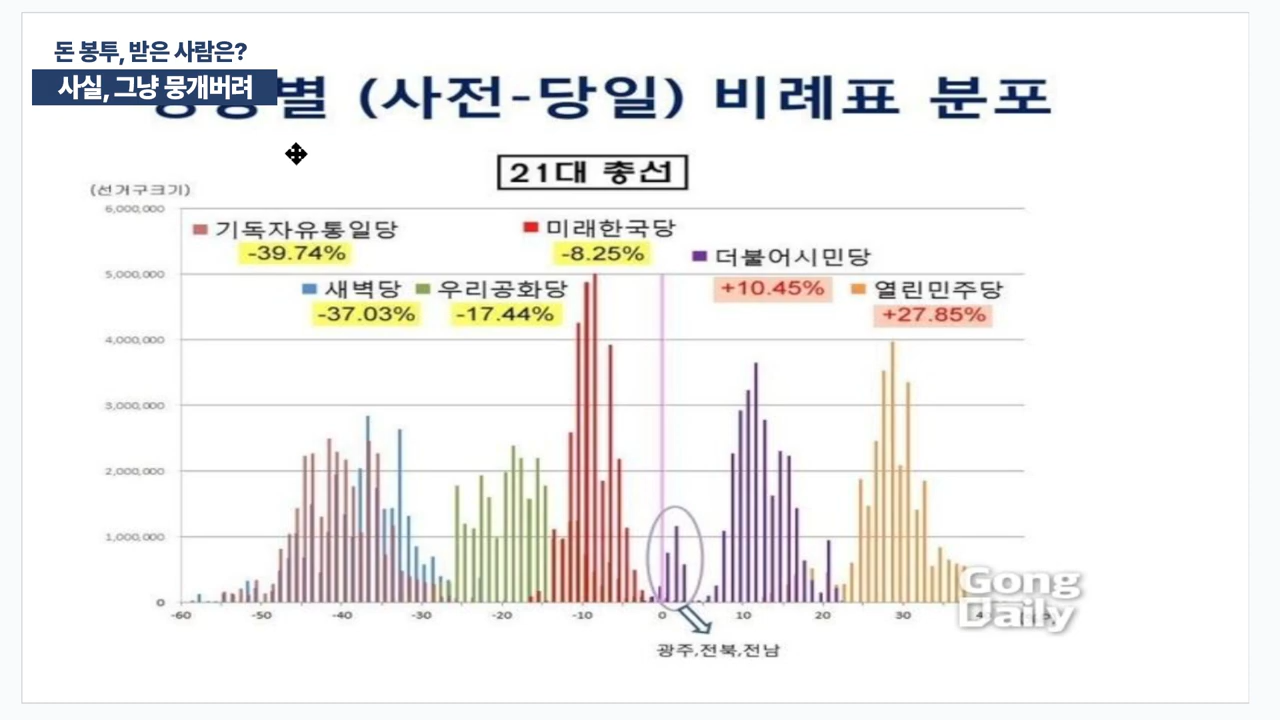 돈 봉투, 받은 사람은?
사실, 그냥 뭉개버려
별 (사전-당일) 비례표 분포
21대 총선
(선거구크기)
6,000,000
기독자유통일당
-39.74%
미래한국당
-8.25%
더불어시민당
+10.45%
5,000,000
새벽당
-37.03%
우리공화당
-17.44%
열린민주당
+27.85%
4,000,000
3,000,000
2,000,000
1,000,000
0
-60 -50 -40 -30 -20 -10 0 10 20 30
광주,전북,전남
Gong
Daily